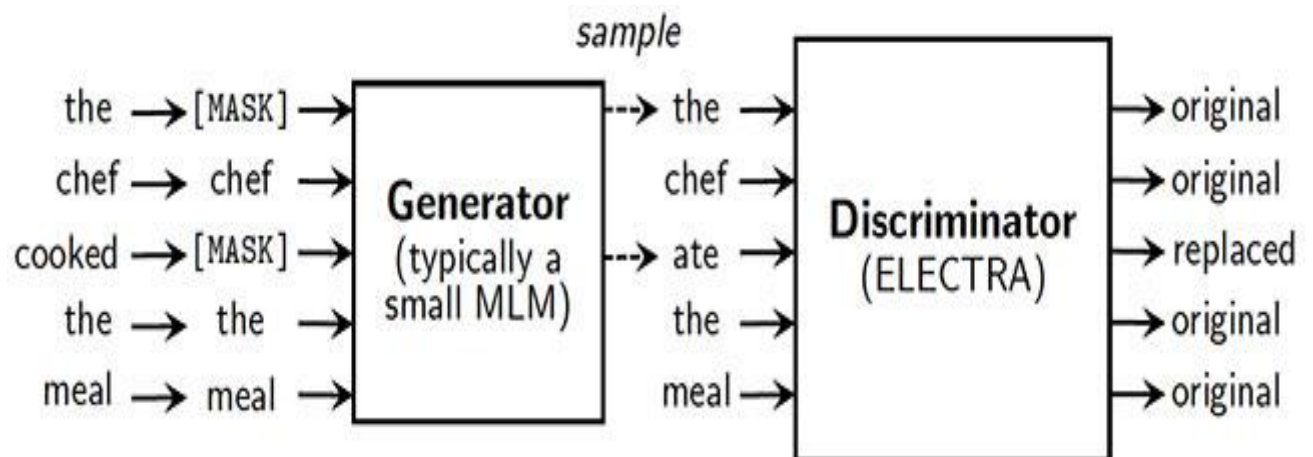 sample
the [MASK] the original
chef chef chef original
Generator
Discriminator
cooked [MASK] ate replaced
(typically a
(ELECTRA)
small MLM)
the the the original
meal meal meal original